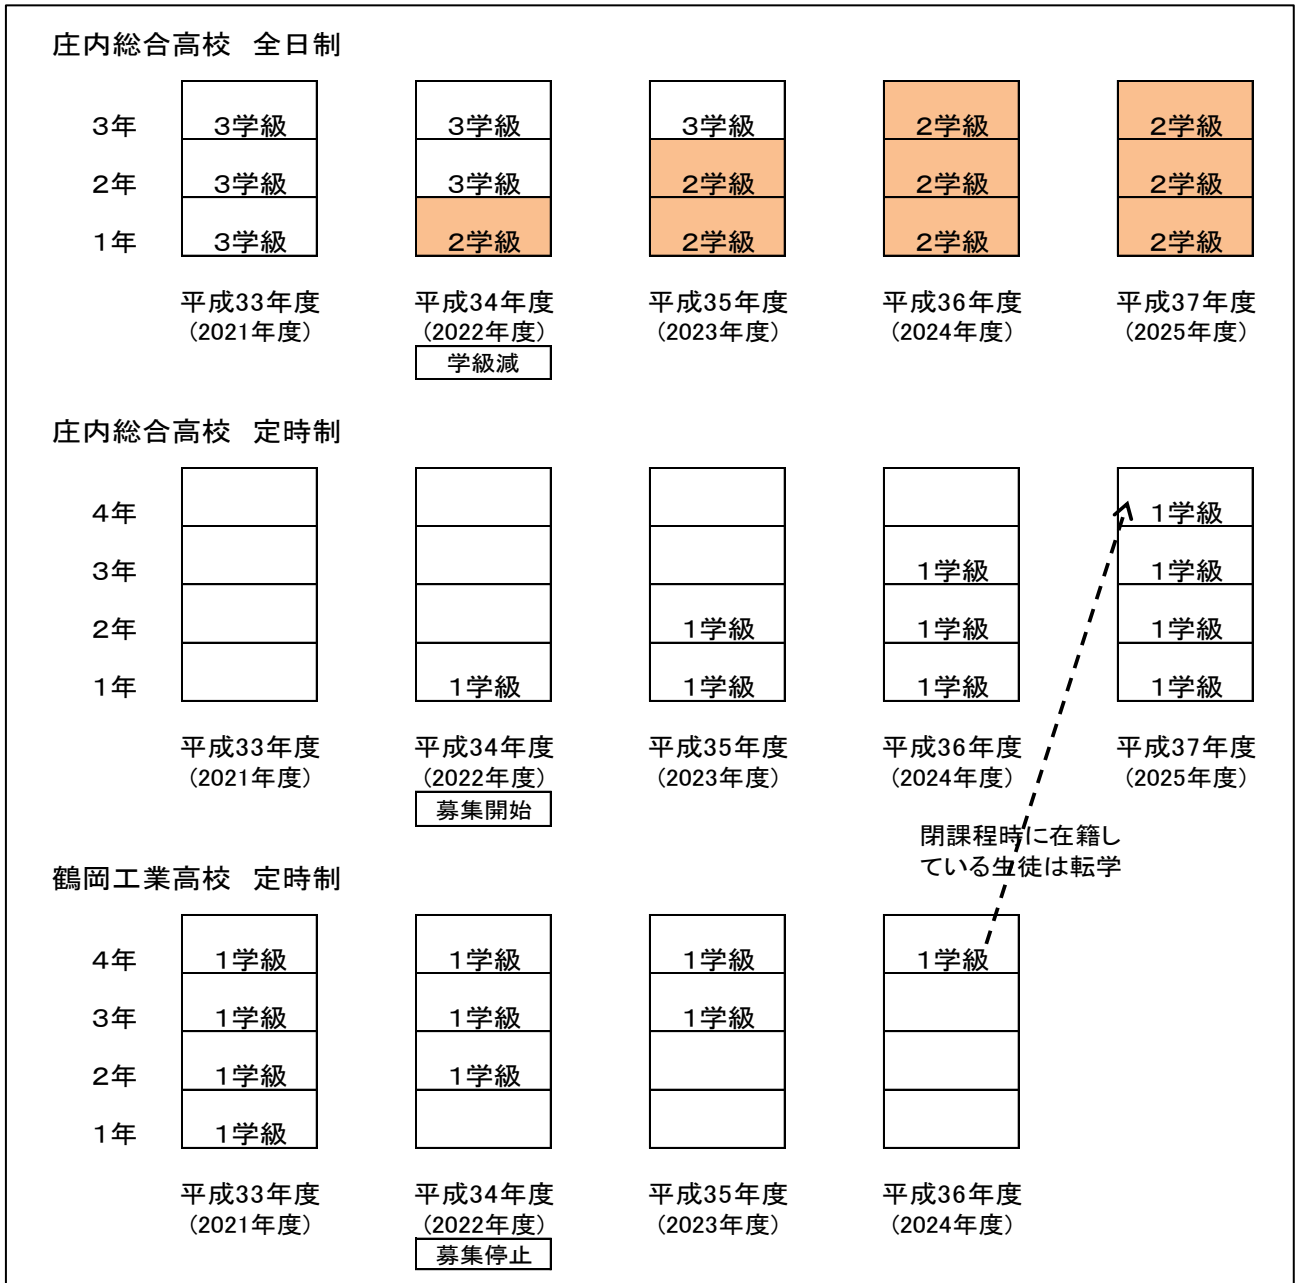 庄内総合高校 全日制
3年 3学級 3学級 3学級 2学級 2学級
2年 3学級 3学級 2学級 2学級 2学級
1年 3学級 2学級 2学級 2学級 2学級
平成33年度 平成34年度 平成35年度 平成36年度 平成37年度
(2021年度) (2022年度) (2023年度) (2024年度) (2025年度)
学級減
庄内総合高校 定時制
4年 1学級
3年 1学級 1学級
2年 1学級 1学級 1学級
1年 1学級 1学級 1学級 1学級
平成33年度 平成34年度 平成35年度 平成36年度 平成37年度
(2021年度) (2022年度) (2023年度) (2024年度) (2025年度)
募集開始
閉課程時に在籍し
ている生徒は転学
鶴岡工業高校 定時制
4年 1学級 1学級 1学級 1学級
3年 1学級 1学級 1学級
2年 1学級 1学級
1年 1学級
平成33年度 平成34年度 平成35年度 平成36年度
(2021年度) (2022年度) (2023年度) (2024年度)
募集停止